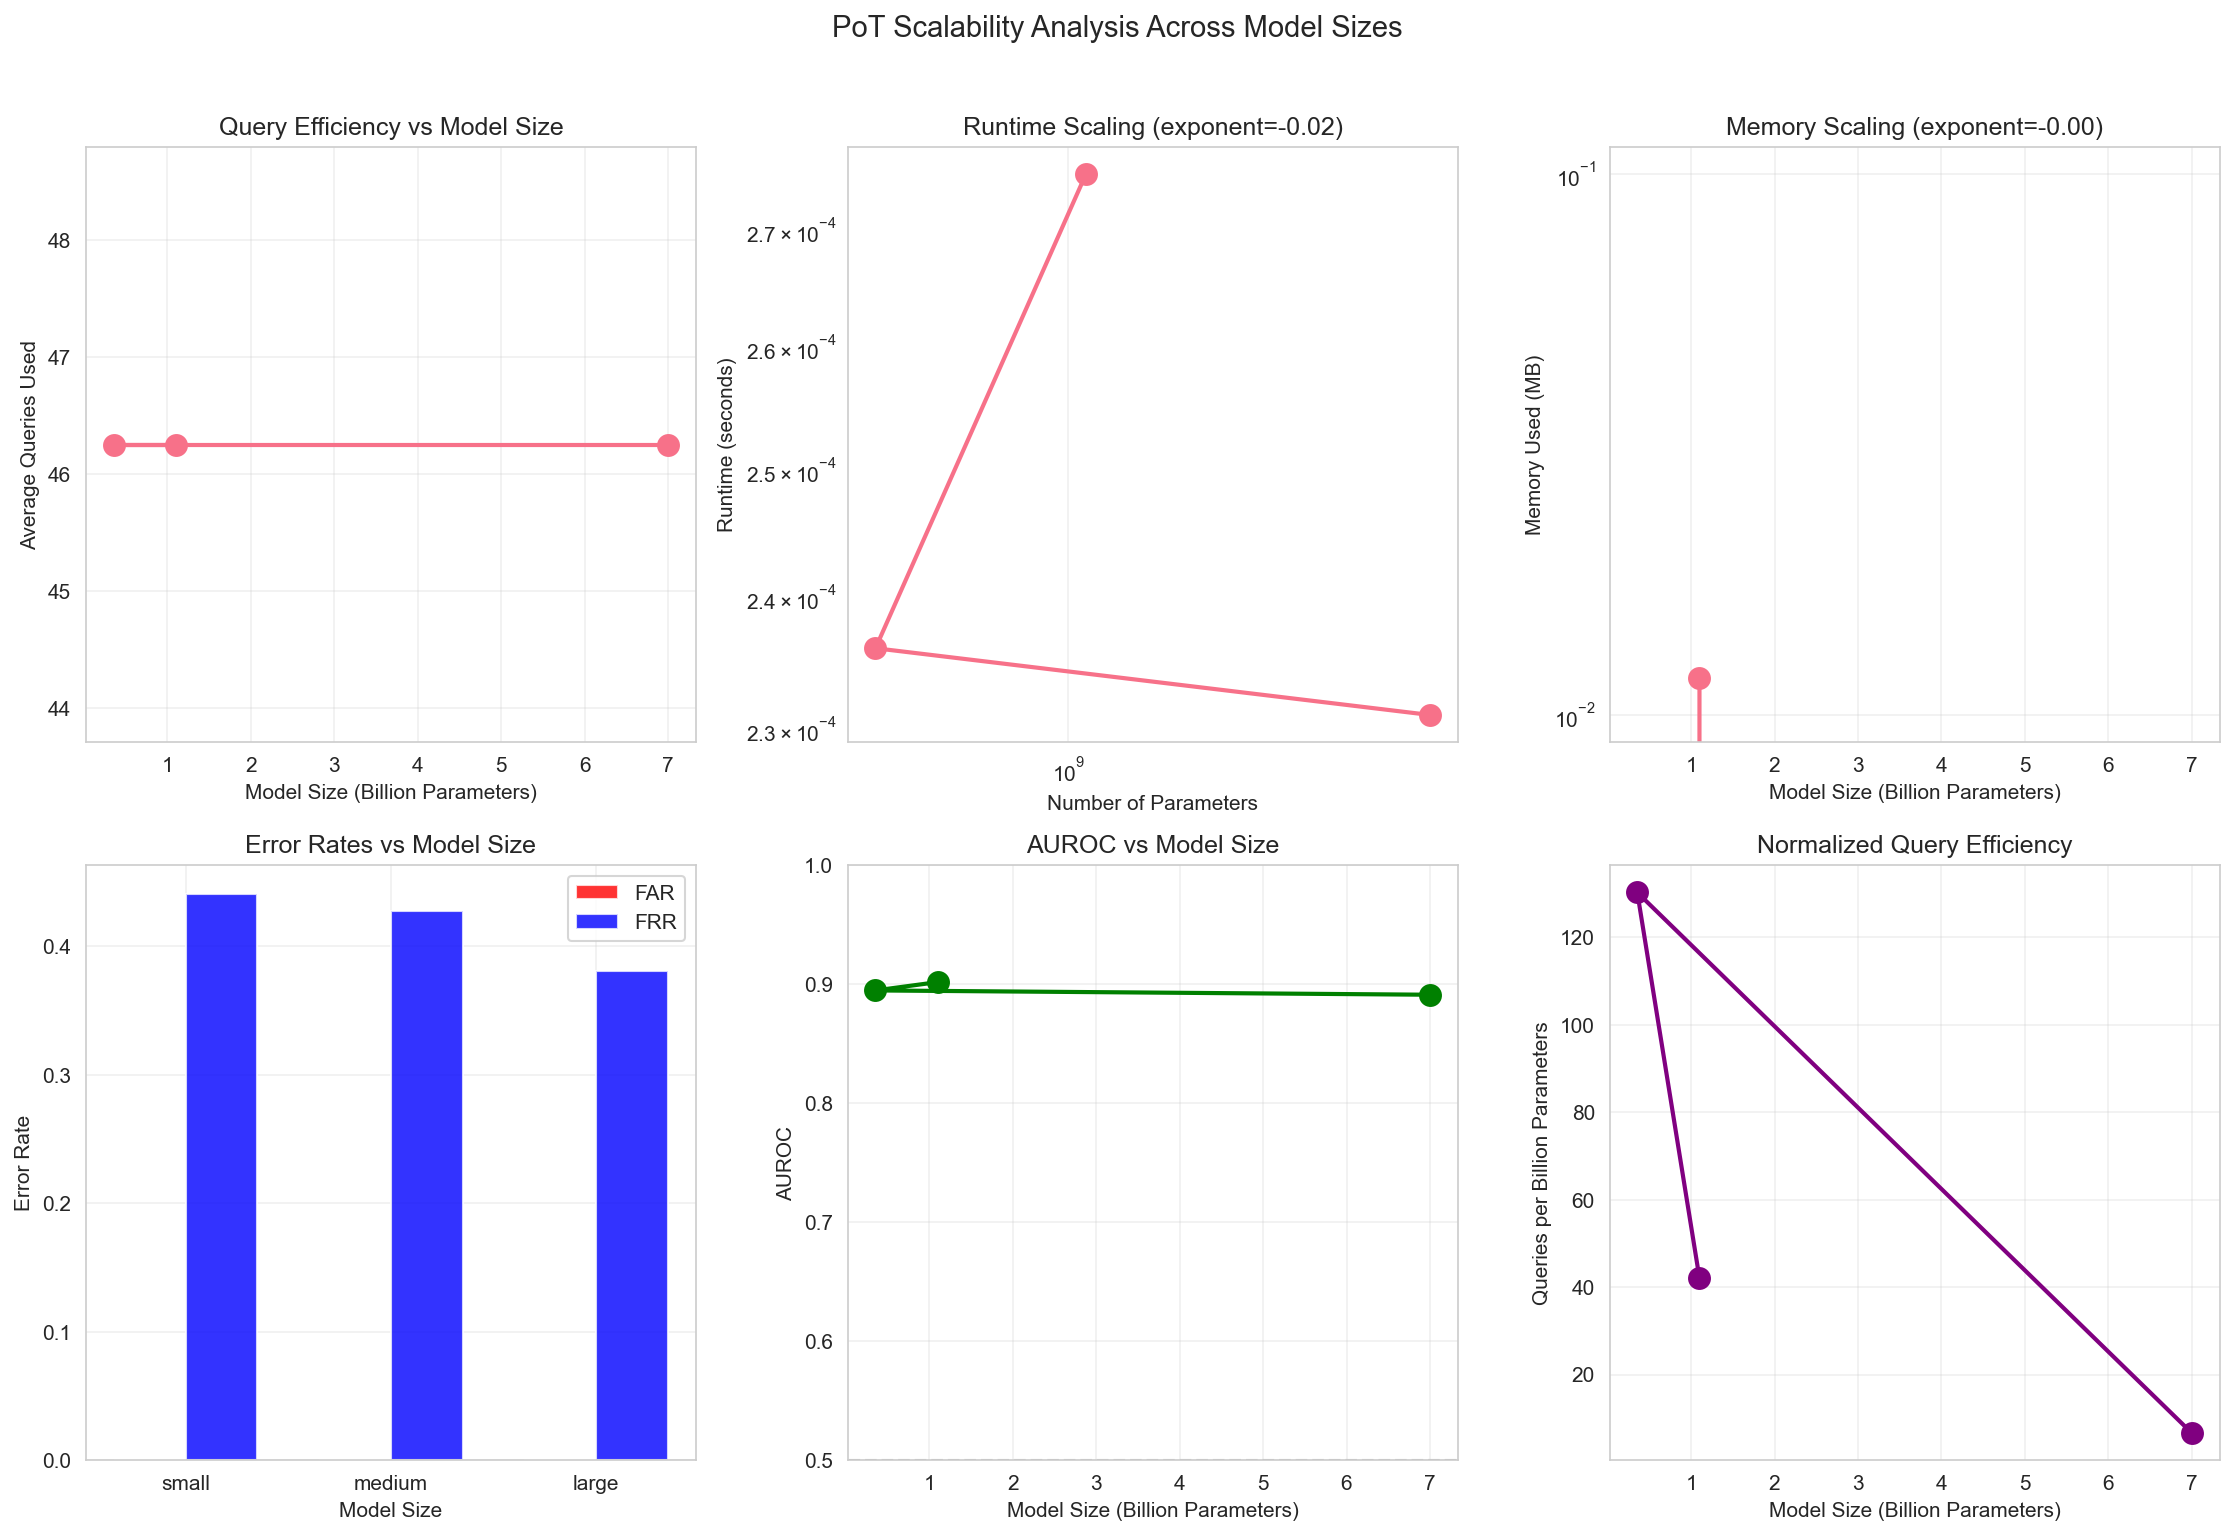 PoT Scalability Analysis Across Model Sizes
Query Efficiency vs Model Size
48
47
46
45
44
Average Queries Used
1 2 3 4 5 6 7
Model Size (Billion Parameters)
Runtime Scaling (exponent=-0.02)
2.7 × 10⁻⁴
2.6 × 10⁻⁴
2.5 × 10⁻⁴
2.4 × 10⁻⁴
2.3 × 10⁻⁴
Runtime (seconds)
10⁹
Number of Parameters
Memory Scaling (exponent=-0.00)
10⁻¹
10⁻²
Memory Used (MB)
1 2 3 4 5 6 7
Model Size (Billion Parameters)
Error Rates vs Model Size
FAR
FRR
0.4
0.3
0.2
0.1
0.0
Error Rate
small medium large
Model Size
AUROC vs Model Size
1.0
0.9
0.8
0.7
0.6
0.5
AUROC
1 2 3 4 5 6 7
Model Size (Billion Parameters)
Normalized Query Efficiency
120
100
80
60
40
20
Queries per Billion Parameters
1 2 3 4 5 6 7
Model Size (Billion Parameters)